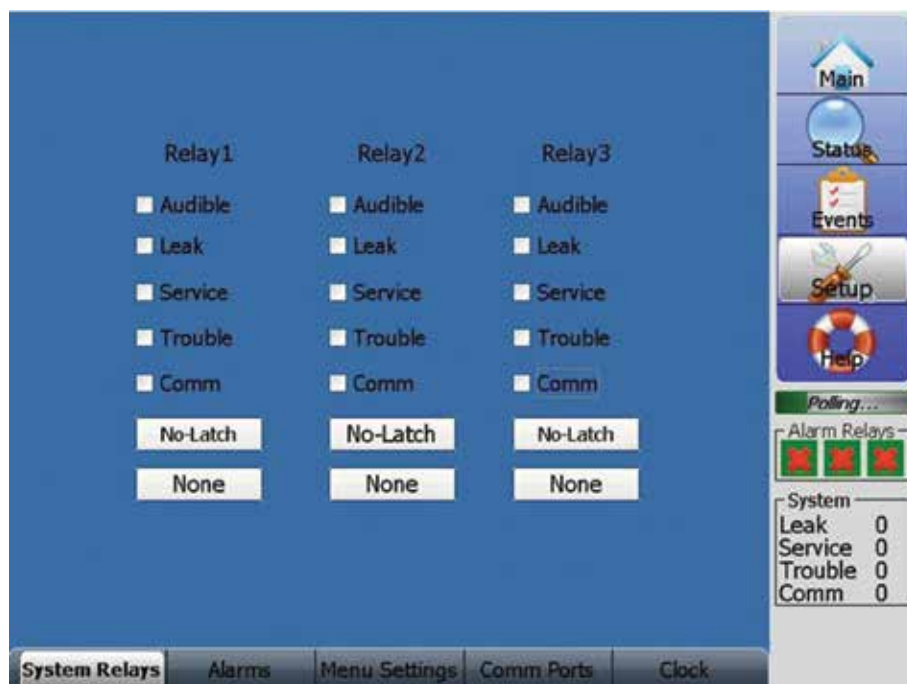 Relay1 Relay2 Relay3
Audible Audible Audible
Leak Leak Leak
Service Service Service
Trouble Trouble Trouble
Comm Comm Comm
No-Latch No-Latch No-Latch
None None None
Main
Status
Events
Setup
Help
Polling...
Alarm Relays
System
Leak 0
Service 0
Trouble 0
Comm 0
System Relays Alarms Menu Settings Comm Ports Clock